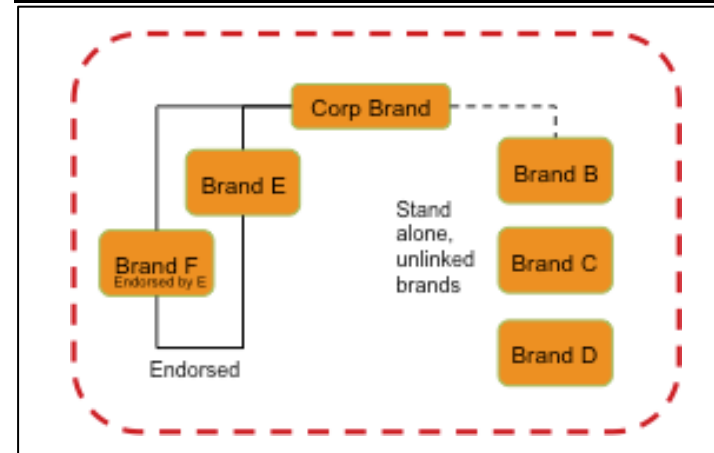 Corp Brand
Brand E
Brand F
Endorsed by E
Endorsed
Stand
alone,
unlinked
brands
Brand B
Brand C
Brand D